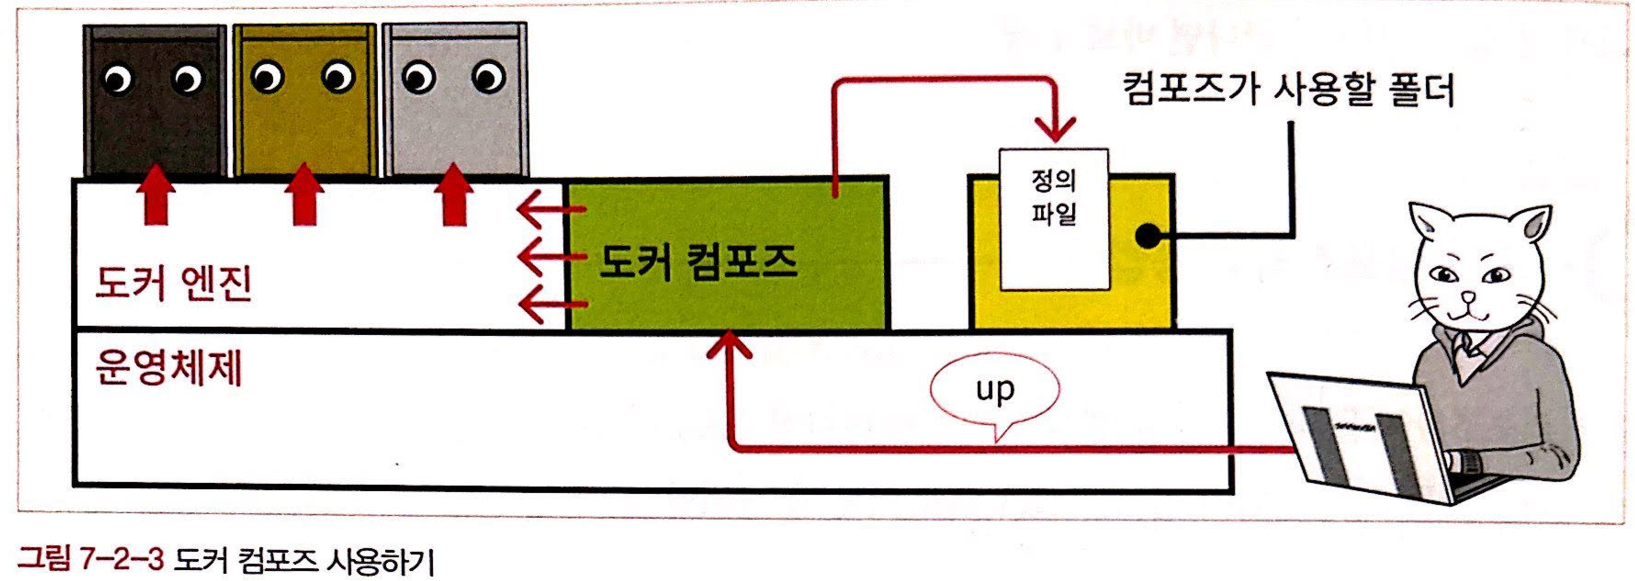 컴포즈가 사용할 폴더
정의
파일
도커 엔진
도커 컴포즈
운영체제
up
그림 7-2-3 도커 컴포즈 사용하기